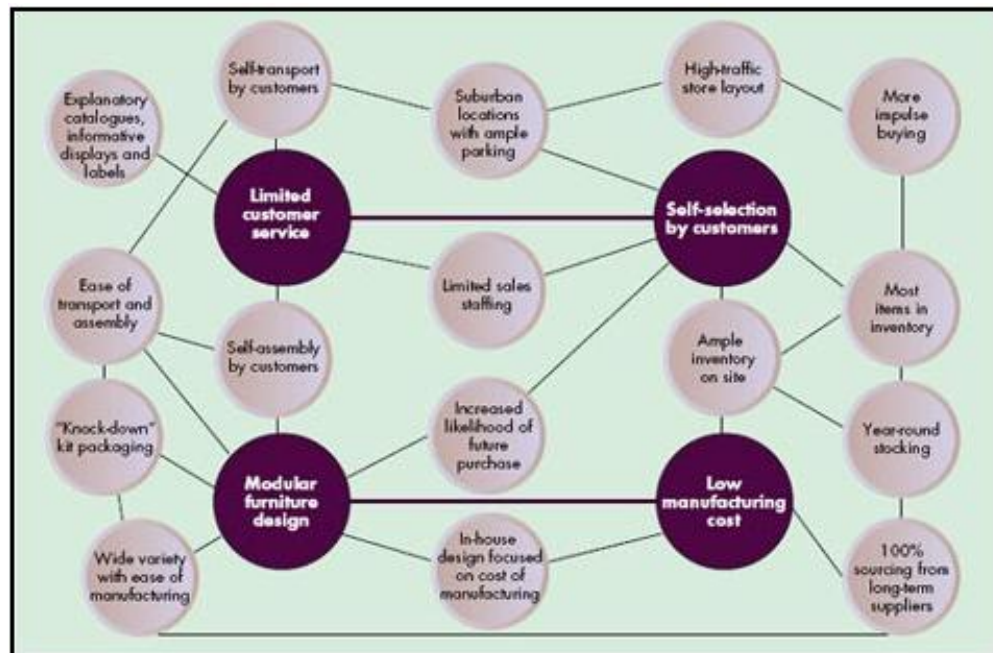 Self-transport
by customers
High-traffic
store layout
Explanatory
catalogues,
informative
displays and
labels
Suburban
locations
with ample
parking
More
impulse
buying
Limited
customer
service
Self-selection
by customers
Ease of
transport and
assembly
Limited sales
staffing
Most
items in
inventory
Self-assembly
by customers
Ample
inventory
on site
"Knock-down"
kit packaging
Increased
likelihood of
future
purchase
Year-round
stocking
Modular
furniture
design
Low
manufacturing
cost
Wide variety
with ease of
manufacturing
In-house
design focused
on cost of
manufacturing
100%
sourcing from
long-term
suppliers